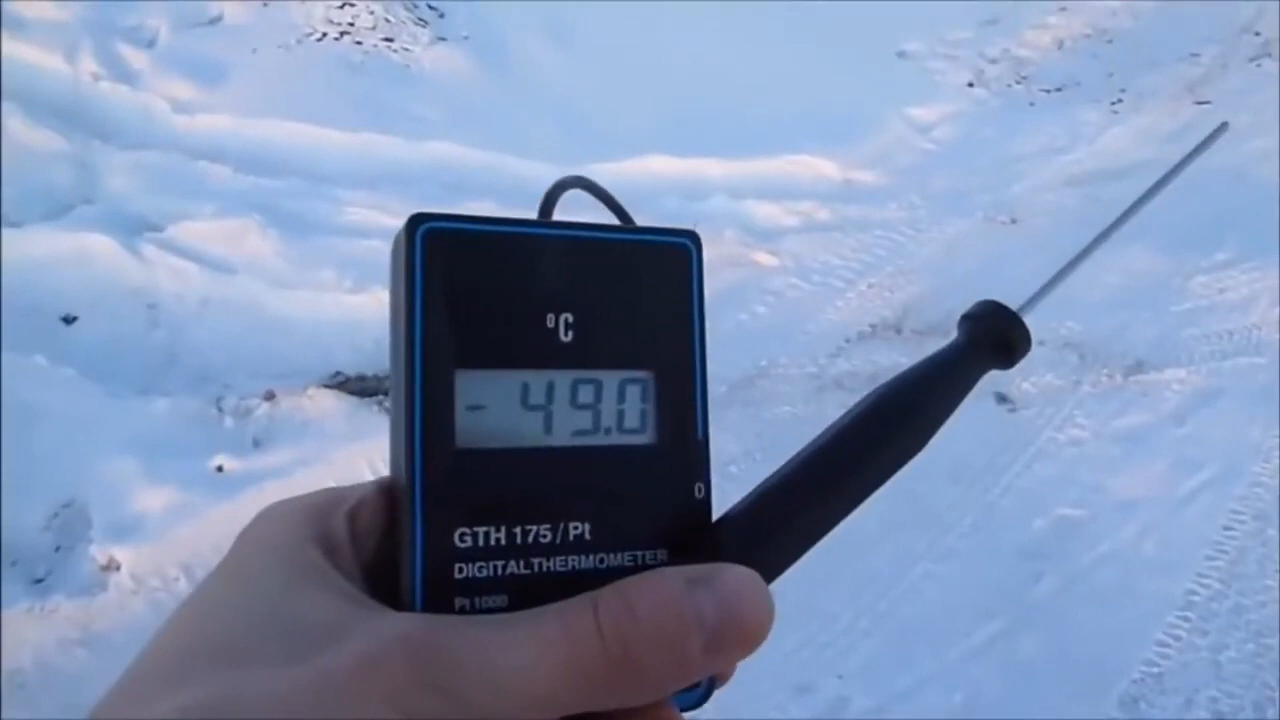 °C
- 49.0
0
GTH 175 / Pt
DIGITALTHERMOMETER
Pt 1000